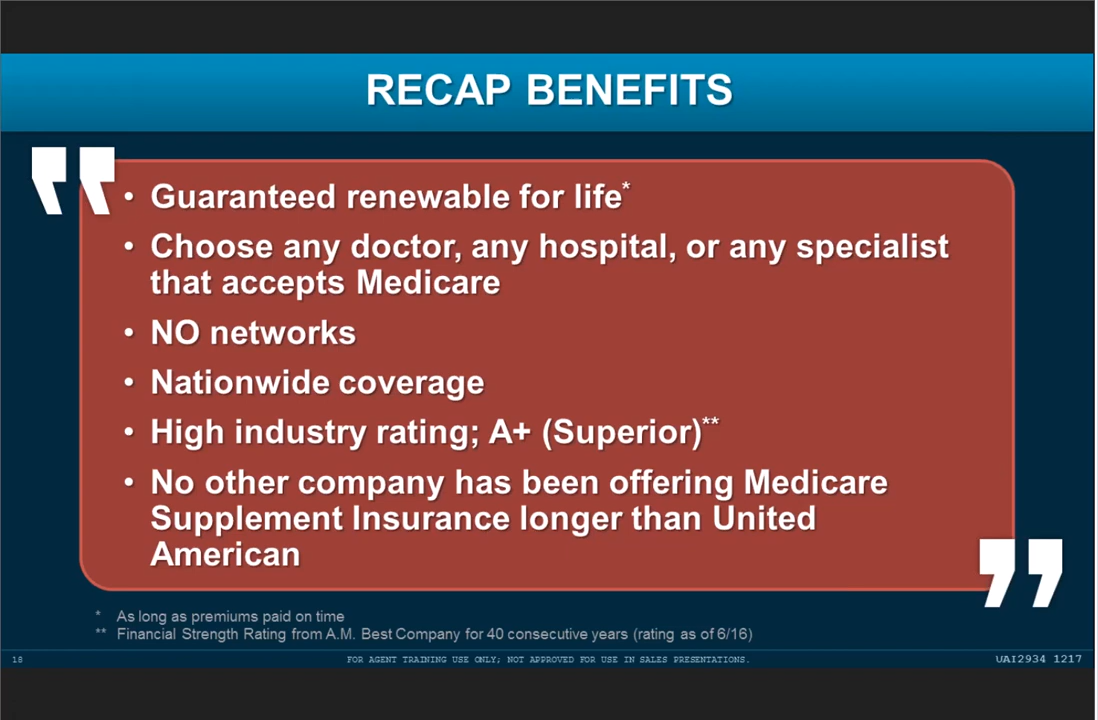 RECAP BENEFITS
• Guaranteed renewable for life*
• Choose any doctor, any hospital, or any specialist
that accepts Medicare
• NO networks
• Nationwide coverage
• High industry rating; A+ (Superior)**
• No other company has been offering Medicare
Supplement Insurance longer than United
American
* As long as premiums paid on time
** Financial Strength Rating from A.M. Best Company for 40 consecutive years (rating as of 6/16)
18 FOR AGENT TRAINING USE ONLY; NOT APPROVED FOR USE IN SALES PRESENTATIONS. UAI2934 1217